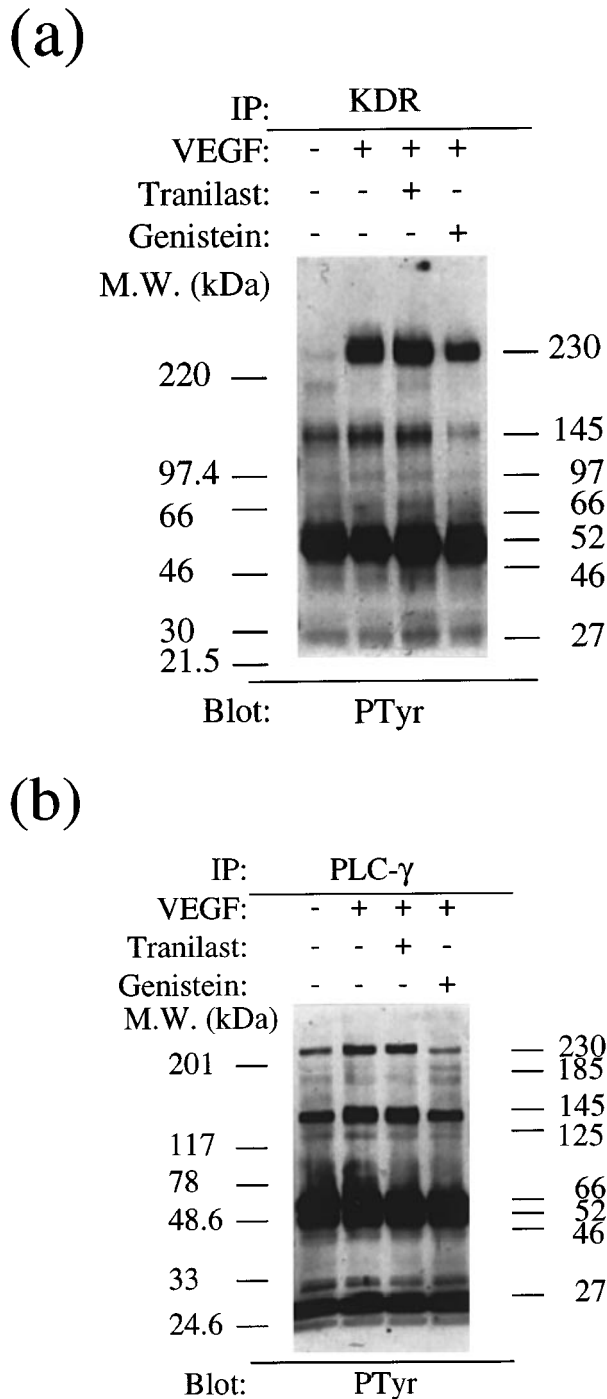 (a)
IP: KDR
VEGF: - + + +
Tranilast: - - + -
Genistein: - - - +
M.W. (kDa)
230
220
145
97.4
97
66
66
52
46
46
30
27
21.5
Blot: PTyr
(b)
IP: PLC-γ
VEGF: - + + +
Tranilast: - - + -
Genistein: - - - +
M.W. (kDa)
230
201
185
145
125
117
78
66
52
48.6
46
33
27
24.6
Blot: PTyr